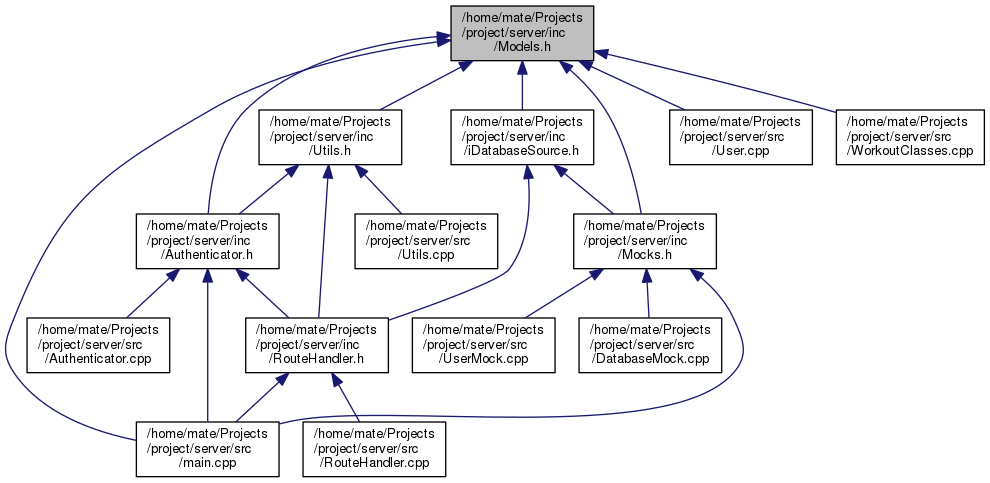 /home/mate/Projects
/project/server/inc
/Models.h
/home/mate/Projects
/project/server/inc
/Utils.h
/home/mate/Projects
/project/server/inc
/iDatabaseSource.h
/home/mate/Projects
/project/server/src
/User.cpp
/home/mate/Projects
/project/server/src
/WorkoutClasses.cpp
/home/mate/Projects
/project/server/inc
/Authenticator.h
/home/mate/Projects
/project/server/src
/Utils.cpp
/home/mate/Projects
/project/server/inc
/Mocks.h
/home/mate/Projects
/project/server/src
/Authenticator.cpp
/home/mate/Projects
/project/server/inc
/RouteHandler.h
/home/mate/Projects
/project/server/src
/UserMock.cpp
/home/mate/Projects
/project/server/src
/DatabaseMock.cpp
/home/mate/Projects
/project/server/src
/main.cpp
/home/mate/Projects
/project/server/src
/RouteHandler.cpp